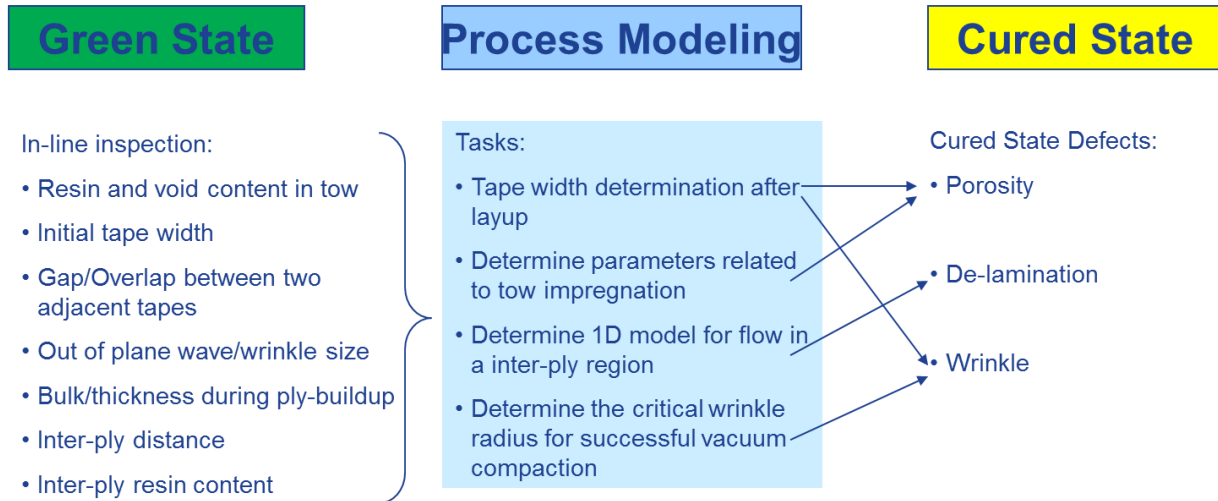 Green State
Process Modeling
Cured State
In-line inspection:
• Resin and void content in tow
• Initial tape width
• Gap/Overlap between two
adjacent tapes
• Out of plane wave/wrinkle size
• Bulk/thickness during ply-buildup
• Inter-ply distance
• Inter-ply resin content
Tasks:
• Tape width determination after
layup
• Determine parameters related
to tow impregnation
• Determine 1D model for flow in
a inter-ply region
• Determine the critical wrinkle
radius for successful vacuum
compaction
Cured State Defects:
• Porosity
• De-lamination
• Wrinkle